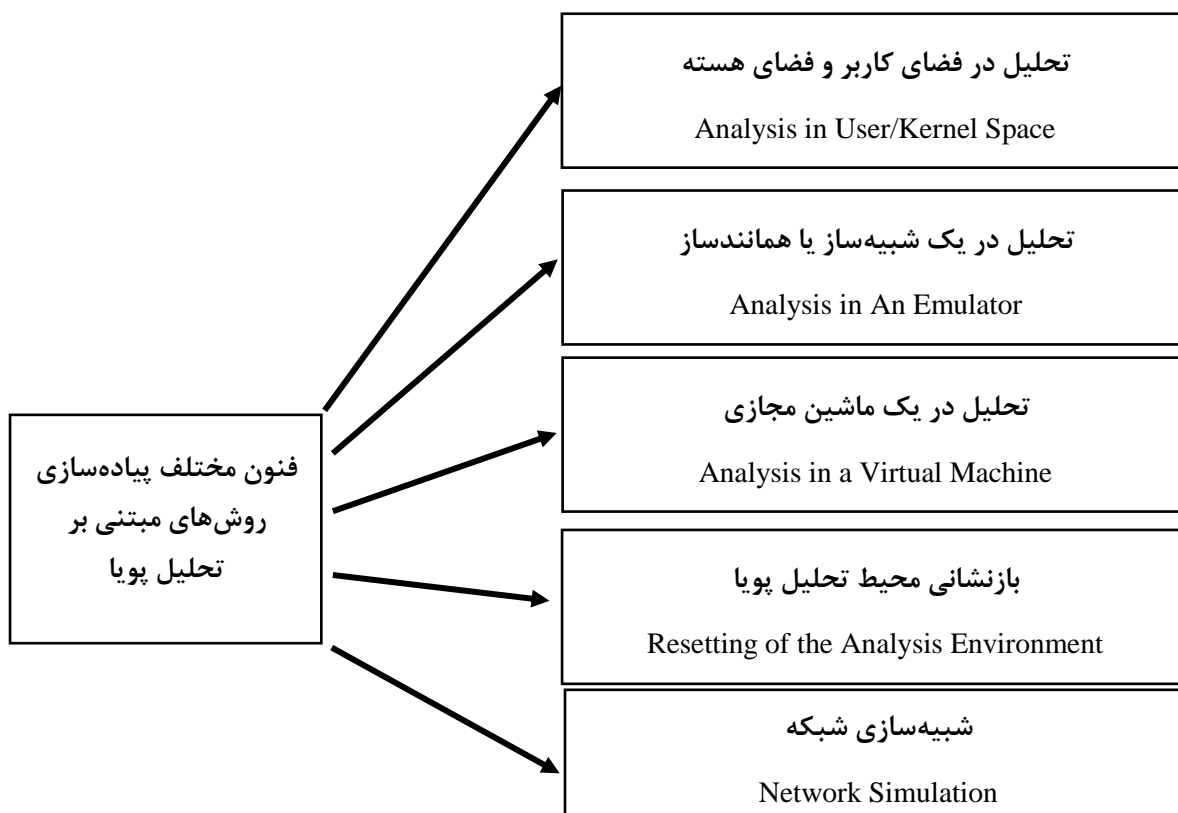 تحلیل در فضای کاربر و فضای هسته
Analysis in User/Kernel Space
تحلیل در یک شبیه‌ساز یا همانندساز
Analysis in An Emulator
تحلیل در یک ماشین مجازی
Analysis in a Virtual Machine
فنون مختلف پیاده‌سازی
روش‌های مبتنی بر
تحلیل پویا
بازنشانی محیط تحلیل پویا
Resetting of the Analysis Environment
شبیه‌سازی شبکه
Network Simulation